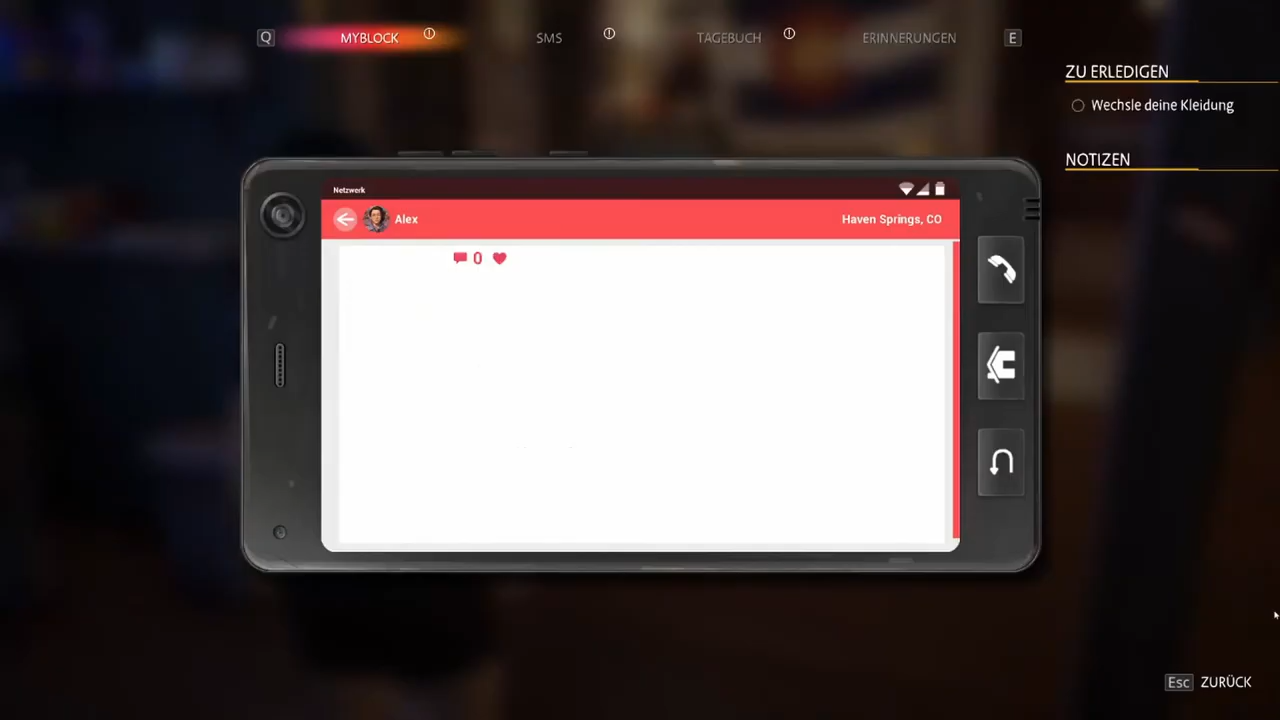 Q MYBLOCK SMS TAGEBUCH ERINNERUNGEN E
ZU ERLEDIGEN
Wechsle deine Kleidung
NOTIZEN
Netzwerk
Alex Haven Springs, CO
0
Esc ZURÜCK